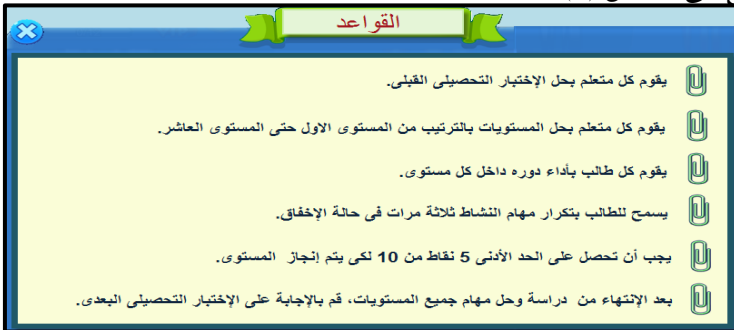 القواعد
يقوم كل متعلم بحل الإختبار التحصيلى القبلى.
يقوم كل متعلم بحل المستويات بالترتيب من المستوى الاول حتى المستوى العاشر.
يقوم كل طالب بأداء دوره داخل كل مستوى.
يسمح للطالب بتكرار مهام النشاط ثلاثة مرات فى حالة الإخفاق.
يجب أن تحصل على الحد الأدنى 5 نقاط من 10 لكى يتم إنجاز المستوى.
بعد الإنتهاء من دراسة وحل مهام جميع المستويات، قم بالإجابة على الإختبار التحصيلى البعدى.